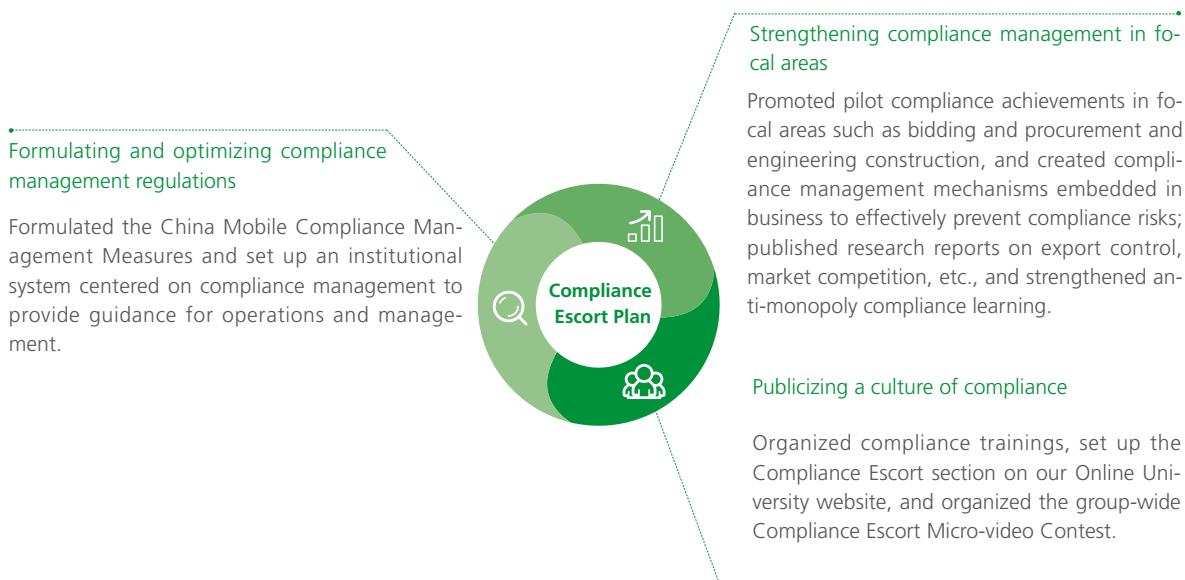 Formulating and optimizing compliance
management regulations
Formulated the China Mobile Compliance Man-
agement Measures and set up an institutional
system centered on compliance management to
provide guidance for operations and manage-
ment.
Compliance
Escort Plan
Strengthening compliance management in fo-
cal areas
Promoted pilot compliance achievements in fo-
cal areas such as bidding and procurement and
engineering construction, and created compli-
ance management mechanisms embedded in
business to effectively prevent compliance risks;
published research reports on export control,
market competition, etc., and strengthened an-
ti-monopoly compliance learning.
Publicizing a culture of compliance
Organized compliance trainings, set up the
Compliance Escort section on our Online Uni-
versity website, and organized the group-wide
Compliance Escort Micro-video Contest.